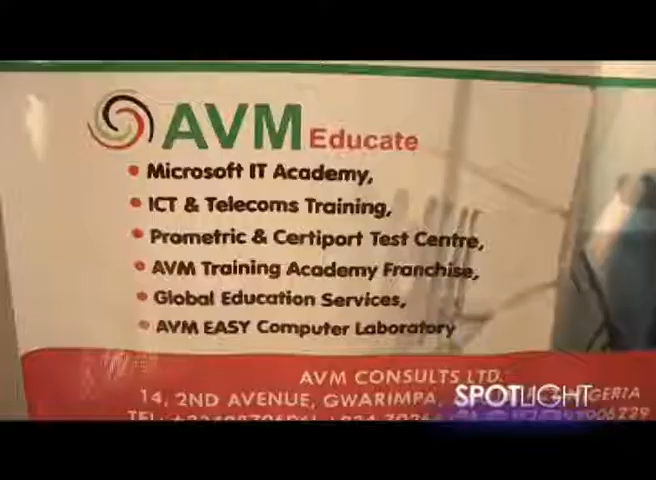 AVM Educate
Microsoft IT Academy,
ICT & Telecoms Training,
Prometric & Certiport Test Centre,
AVM Training Academy Franchise,
Global Education Services,
AVM EASY Computer Laboratory
AVM CONSULTS LTD.
14, 2ND AVENUE, GWARIMPA,
SPOTLIGHT
TEL: